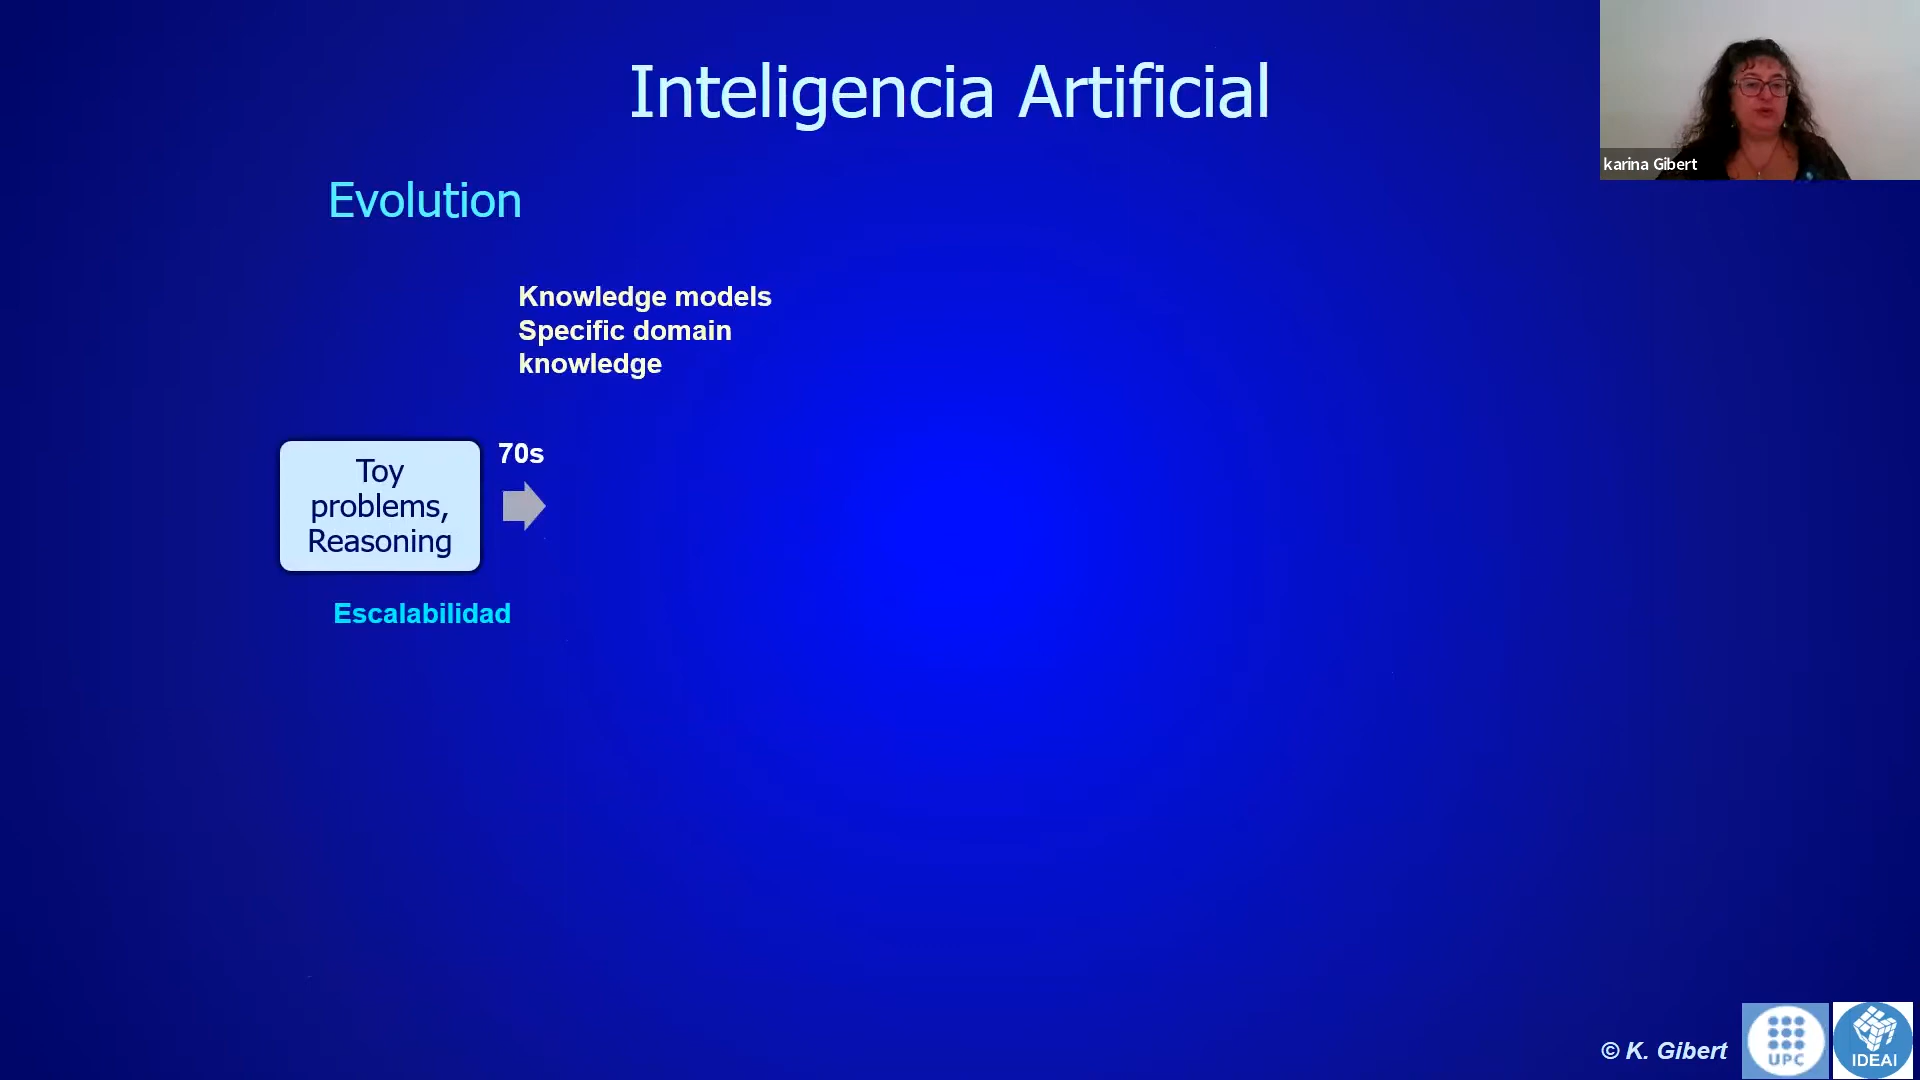 Inteligencia Artificial
karina Gibert
Evolution
Knowledge models
Specific domain
knowledge
70s
Toy
problems,
Reasoning
Escalabilidad
© K. Gibert
UPC
IDEAI